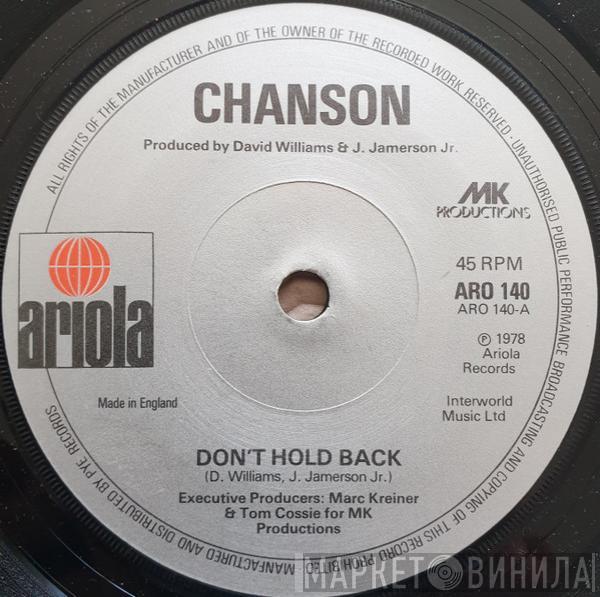 ALL RIGHTS OF THE MANUFACTURER AND OF THE OWNER OF THE RECORDED WORK RESERVED · UNAUTHORISED PUBLIC PERFORMANCE BROADCASTING AND COPYING OF THIS RECORD PROHIBITED
MANUFACTURED AND DISTRIBUTED BY PYE RECORDS
CHANSON
Produced by David Williams & J. Jamerson Jr.
MK
PRODUCTIONS
ariola
45 RPM
ARO 140
ARO 140-A
℗ 1978
Ariola
Records
Made in England
Interworld
Music Ltd
DON'T HOLD BACK
(D. Williams, J. Jamerson Jr.)
Executive Producers: Marc Kreiner
& Tom Cossie for MK
Productions
МАРКЕТ ВИНИЛА